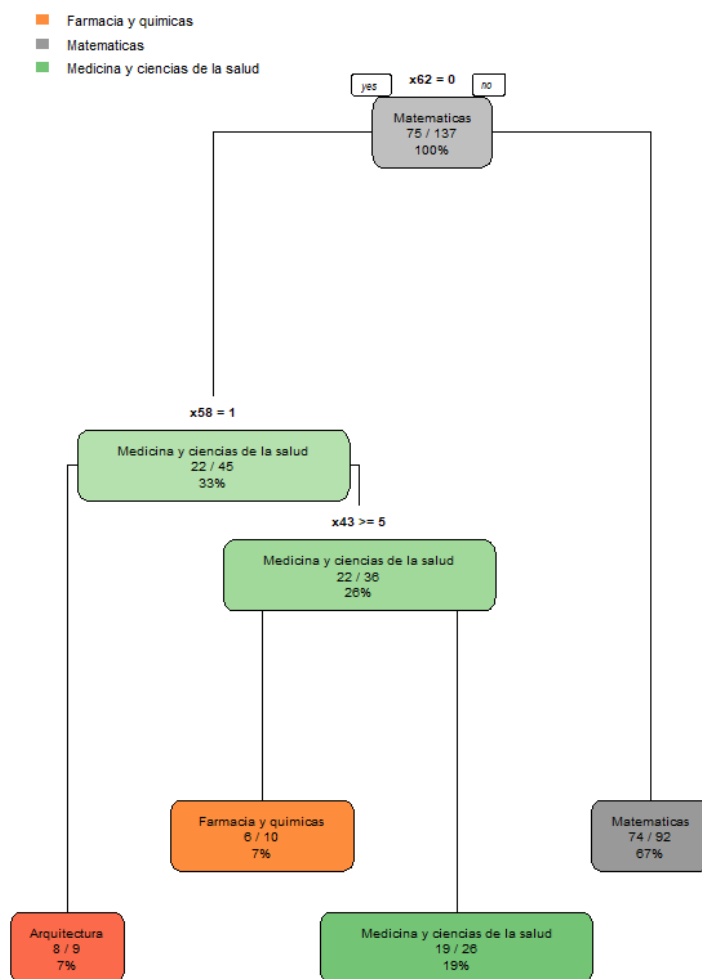 Farmacia y quimicas
Matematicas
Medicina y ciencias de la salud
yes x62 = 0 no
Matematicas
75 / 137
100%
x58 = 1
Medicina y ciencias de la salud
22 / 45
33%
x43 >= 5
Medicina y ciencias de la salud
22 / 36
26%
Farmacia y quimicas
6 / 10
7%
Matematicas
74 / 92
67%
Arquitectura
8 / 9
7%
Medicina y ciencias de la salud
19 / 26
19%